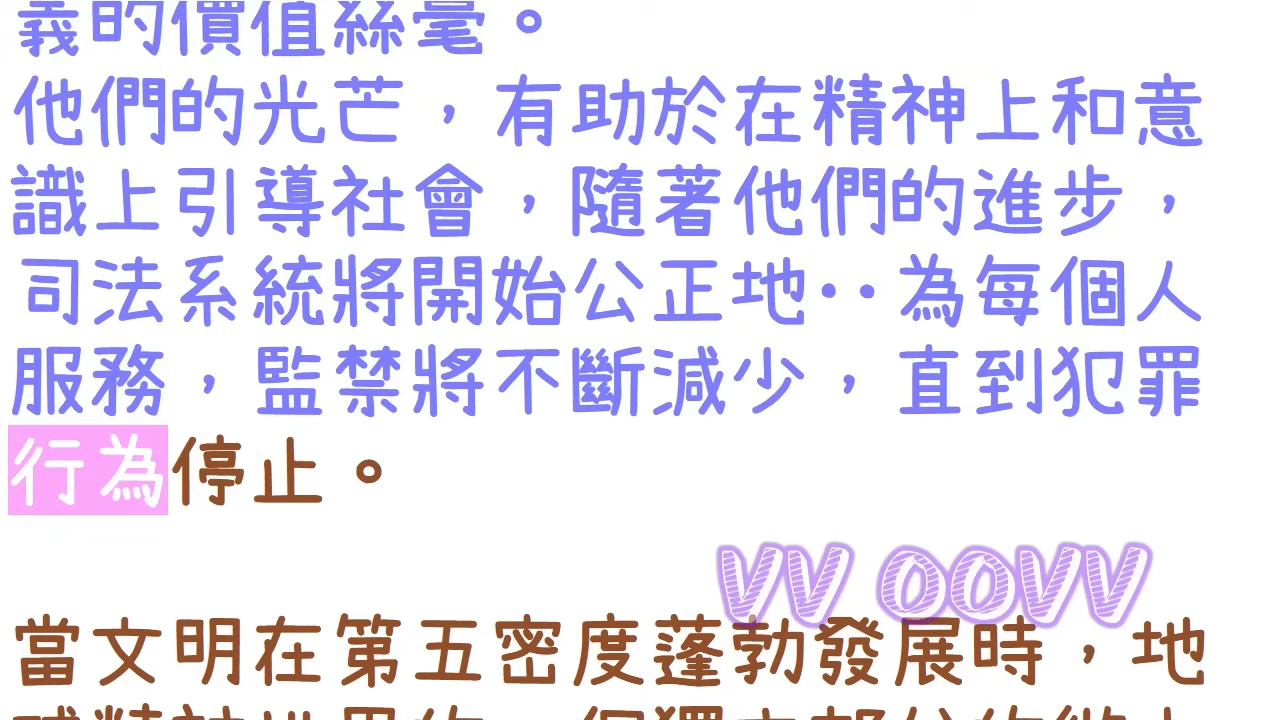 義的價值絲毫。
他們的光芒，有助於在精神上和意
識上引導社會，隨著他們的進步，
司法系統將開始公正地··為每個人
服務，監禁將不斷減少，直到犯罪
行為停止。
VV OOVV
當文明在第五密度蓬勃發展時，地